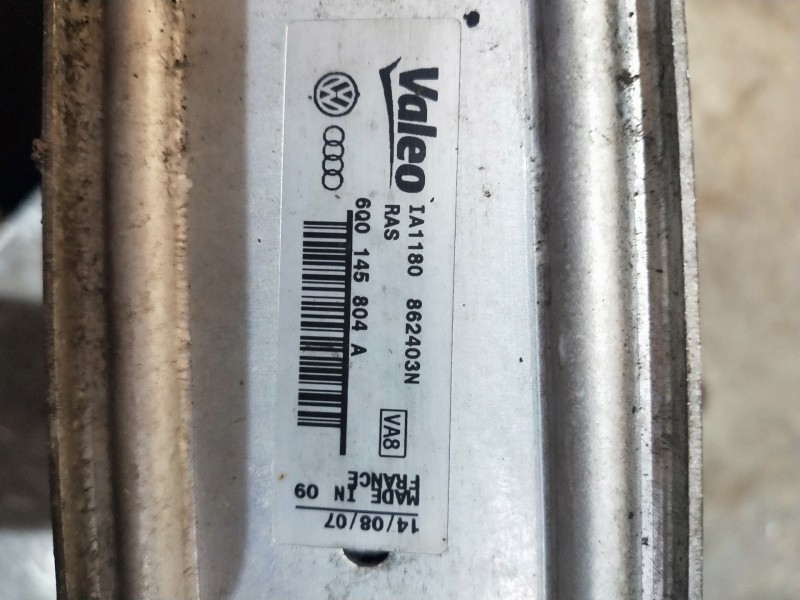 Valeo
IA1180 862403N
RAS
6Q0 145 804 A
VA8
MADE IN
FRANCE
09
14/08/07